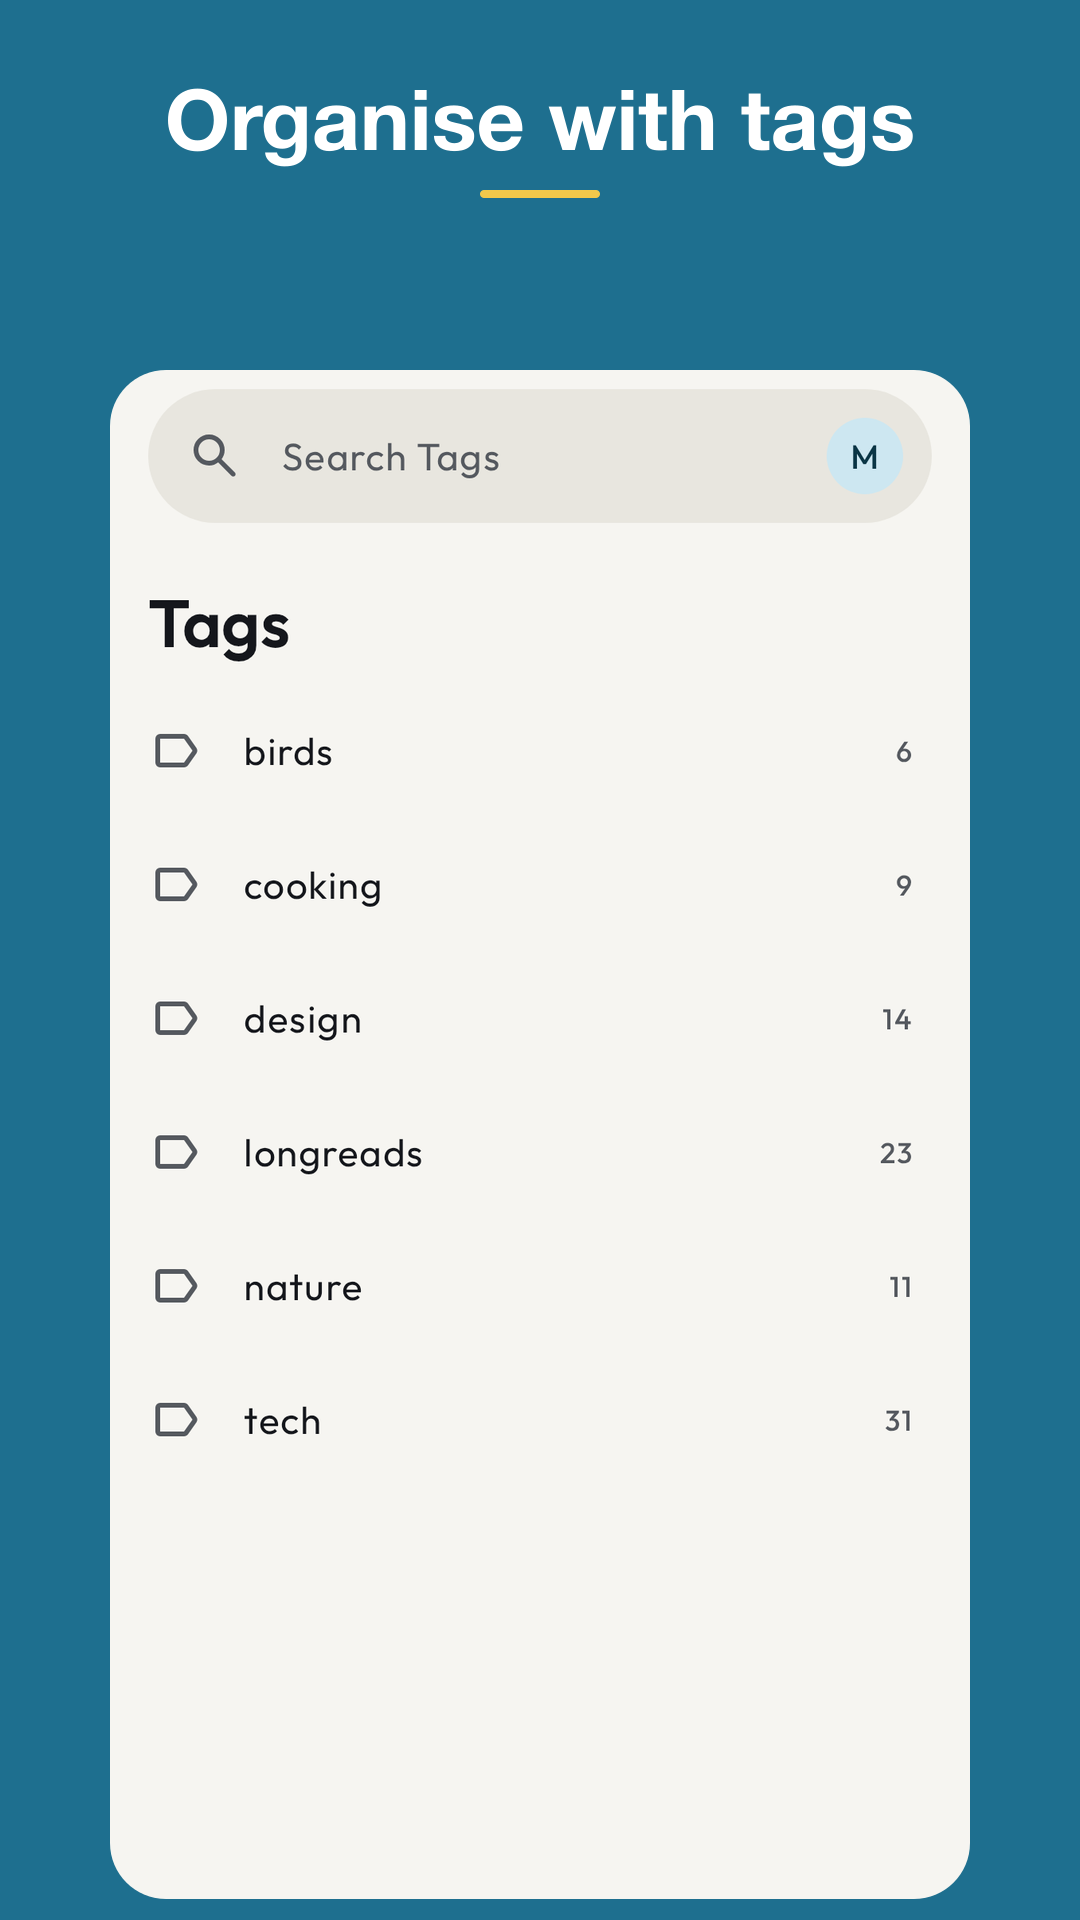 Organise with tags
Search Tags M
Tags
birds 6
cooking 9
design 14
longreads 23
nature 11
tech 31